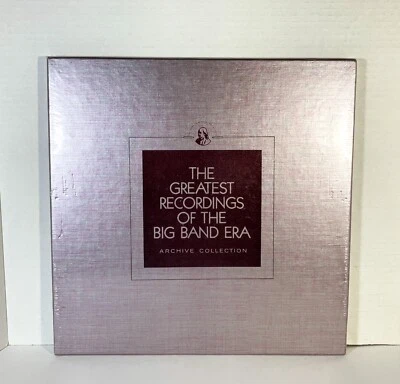 THE
GREATEST
RECORDINGS
OF THE
BIG BAND ERA
ARCHIVE COLLECTION